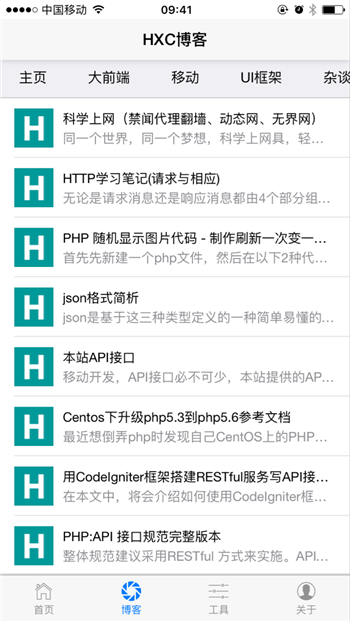 中国移动
09:41
HXC博客
主页 大前端 移动 UI框架 杂谈
H
科学上网（禁闻代理翻墙、动态网、无界网）
同一个世界，同一个梦想，科学上网具，轻…
H
HTTP学习笔记(请求与相应)
无论是请求消息还是响应消息都由4个部分组…
H
PHP 随机显示图片代码 - 制作刷新一次变一…
首先先新建一个php文件，然后在以下2种代…
H
json格式简析
json是基于这三种类型定义的一种简单易懂的…
H
本站API接口
移动开发，API接口必不可少，本站提供的AP…
H
Centos下升级php5.3到php5.6参考文档
最近想倒弄php时发现自己CentOS上的PHP…
H
用CodeIgniter框架搭建RESTful服务写API接…
在本文中，将会介绍如何使用CodeIgniter框…
H
PHP:API 接口规范完整版本
整体规范建议采用RESTful 方式来实施。API…
首页 博客 工具 关于